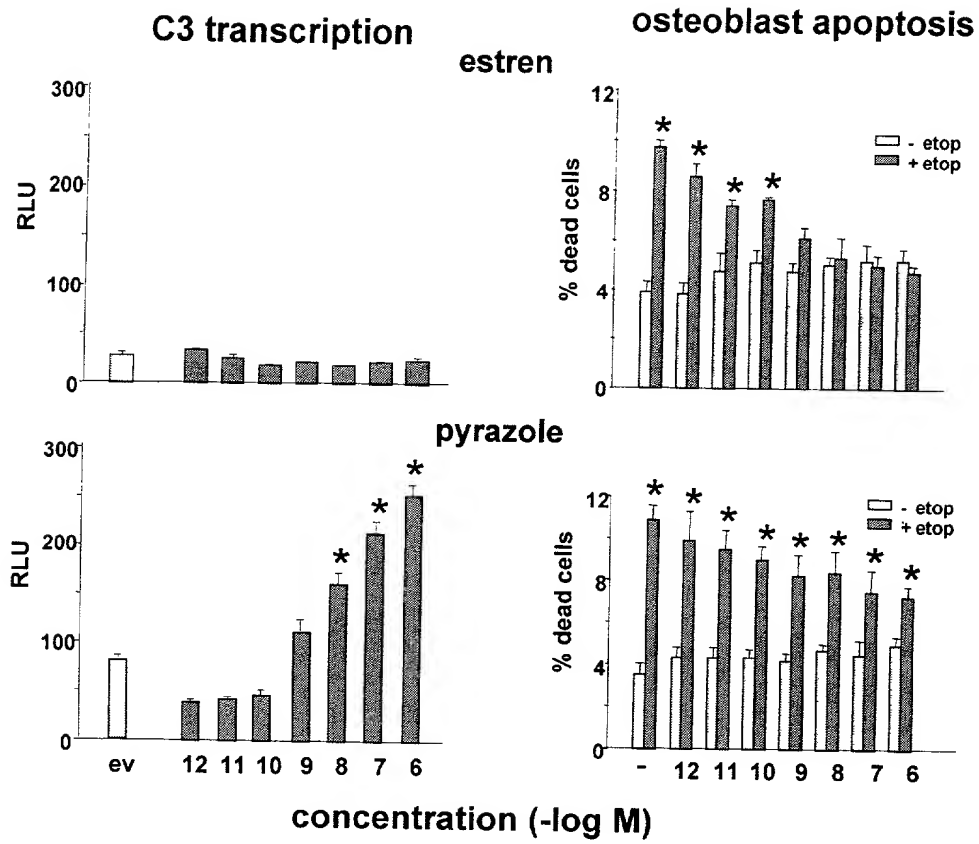 C3 transcription
osteoblast apoptosis
estren
300
200
100
0
RLU
12
8
4
0
% dead cells
* * * *
- etop
+ etop
pyrazole
300
200
100
0
RLU
* * *
ev 12 11 10 9 8 7 6
12
8
4
0
% dead cells
* * * * * * * *
- etop
+ etop
- 12 11 10 9 8 7 6
concentration (-log M)